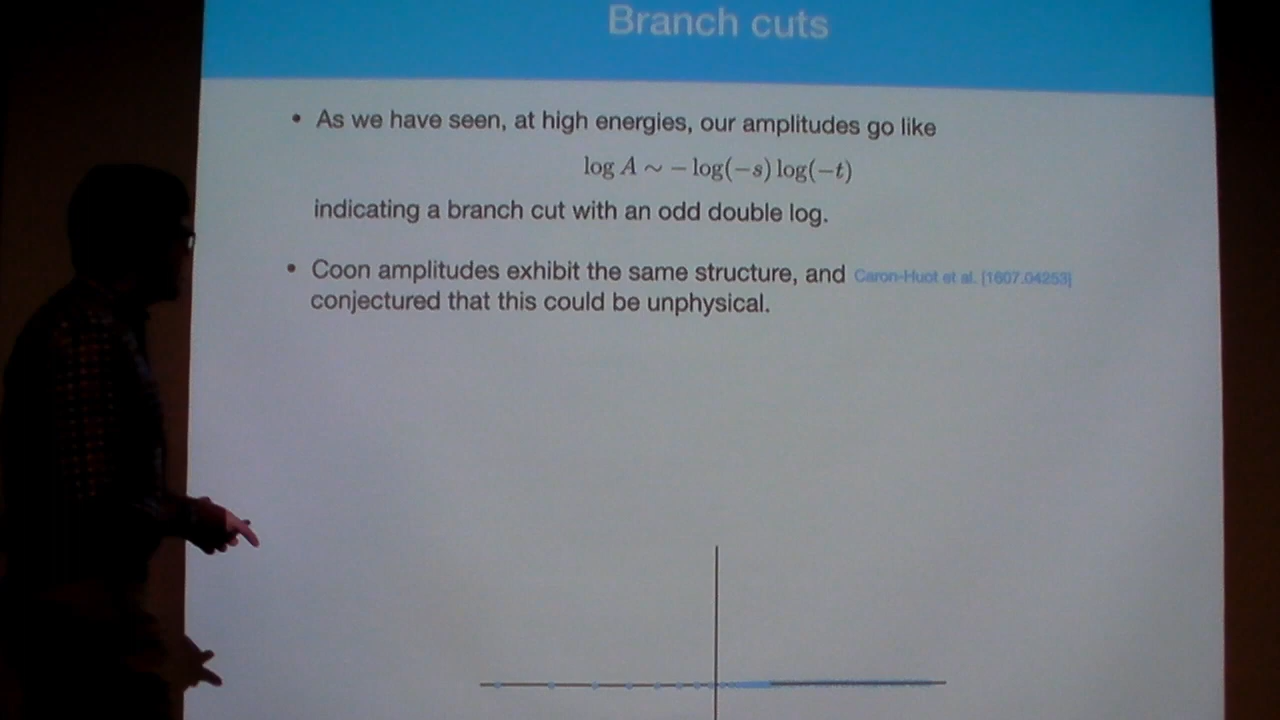 Branch cuts
• As we have seen, at high energies, our amplitudes go like
log A ∼ − log(−s) log(−t)
indicating a branch cut with an odd double log.
• Coon amplitudes exhibit the same structure, and Caron-Huot et al. [1607.04253]
conjectured that this could be unphysical.